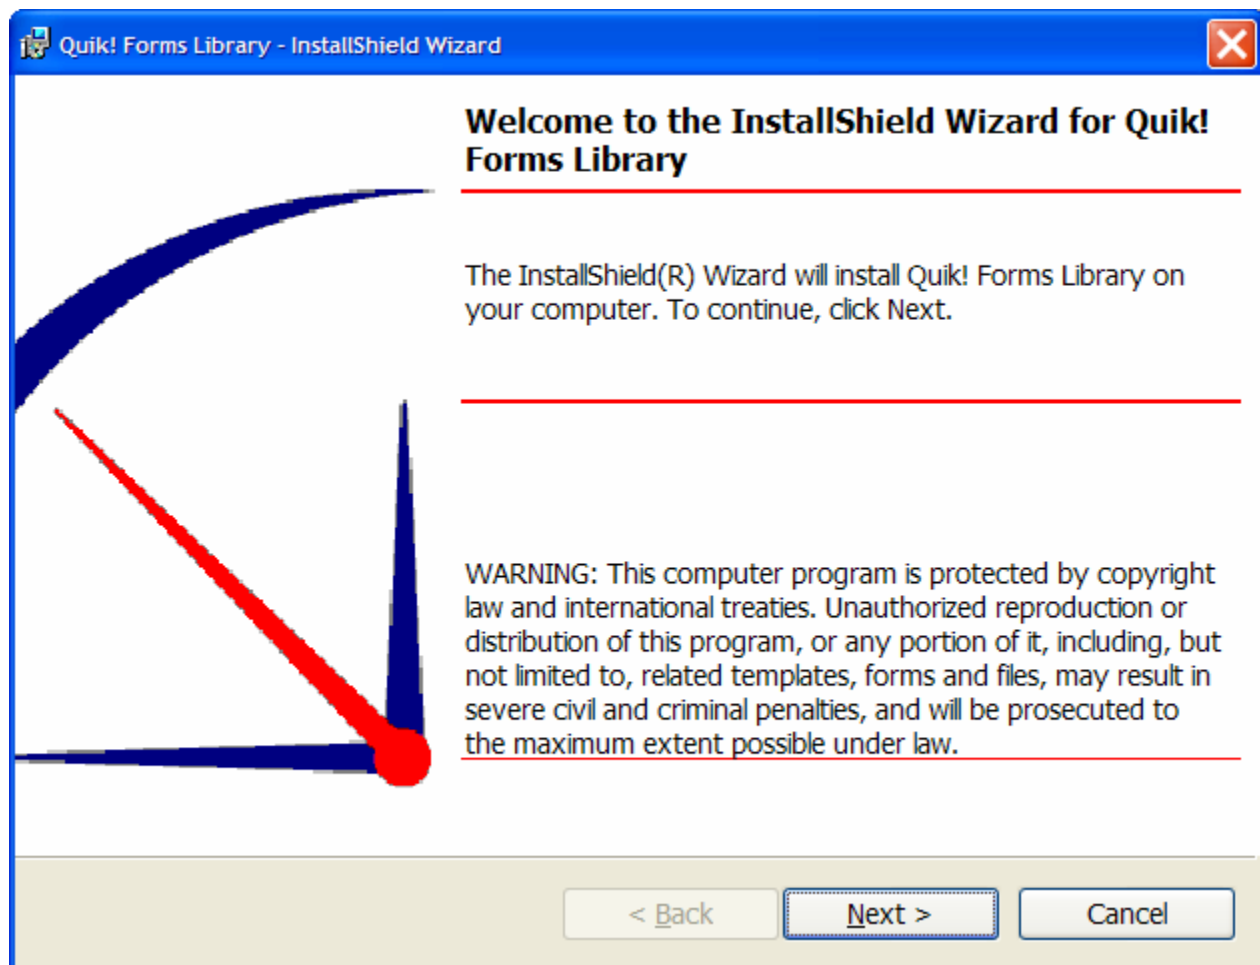 Quik! Forms Library - InstallShield Wizard
Welcome to the InstallShield Wizard for Quik!
Forms Library
The InstallShield(R) Wizard will install Quik! Forms Library on
your computer. To continue, click Next.
WARNING: This computer program is protected by copyright
law and international treaties. Unauthorized reproduction or
distribution of this program, or any portion of it, including, but
not limited to, related templates, forms and files, may result in
severe civil and criminal penalties, and will be prosecuted to
the maximum extent possible under law.
< Back Next > Cancel